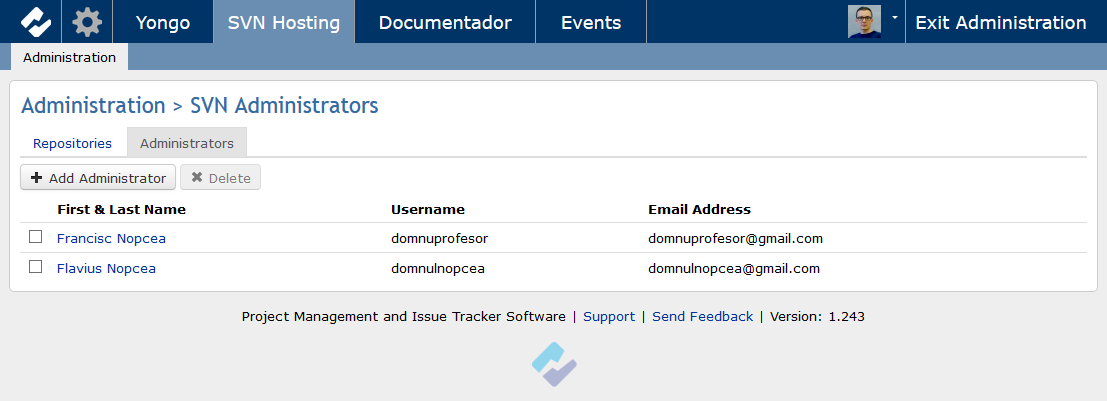 Yongo SVN Hosting Documentador Events Exit Administration
Administration
Administration > SVN Administrators
Repositories Administrators
Add Administrator Delete
First & Last Name Username Email Address
Francisc Nopcea domnuprofesor domnuprofesor@gmail.com
Flavius Nopcea domnulnopcea domnulnopcea@gmail.com
Project Management and Issue Tracker Software | Support | Send Feedback | Version: 1.243